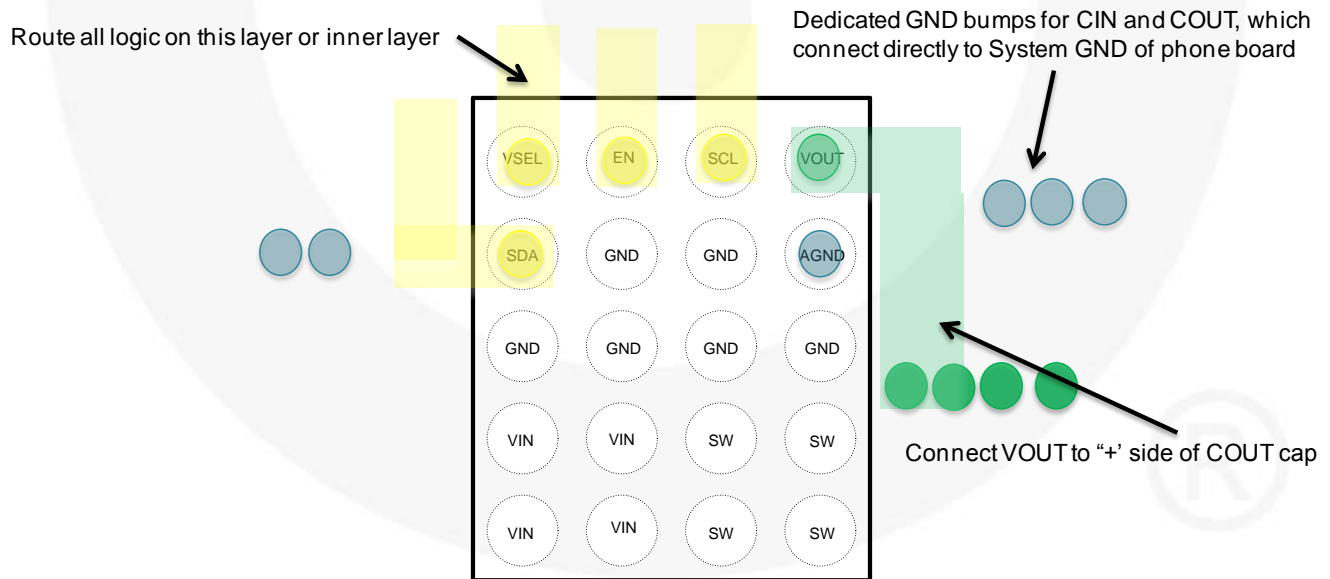 Route all logic on this layer or inner layer
Dedicated GND bumps for CIN and COUT, which
connect directly to System GND of phone board
VSEL EN SCL VOUT
SDA GND GND AGND
GND GND GND GND
VIN VIN SW SW
Connect VOUT to “+’ side of COUT cap
VIN VIN SW SW
®